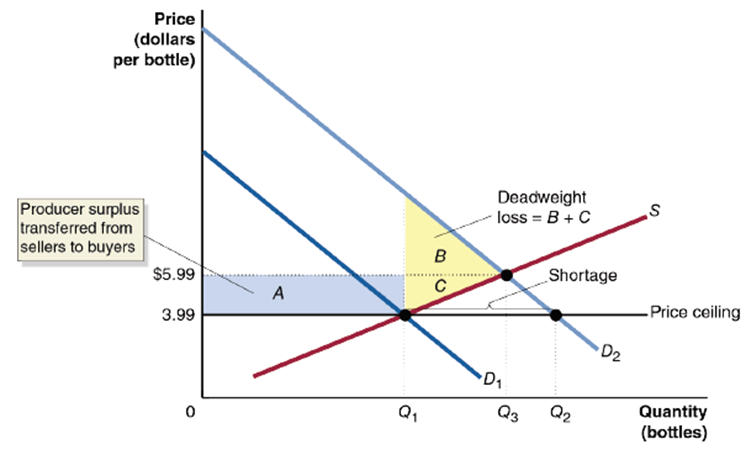 Price
(dollars
per bottle)
Producer surplus
transferred from
sellers to buyers
Deadweight
loss = B + C
S
B
$5.99
C
Shortage
A
3.99
Price ceiling
D2
D1
0
Q1
Q3
Q2
Quantity
(bottles)